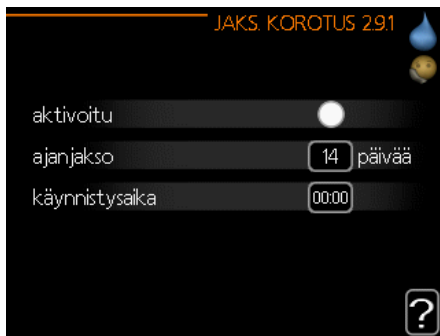 JAKS. KOROTUS 2.9.1
aktivoitu
ajanjakso 14 päivää
käynnistysaika 00:00
?